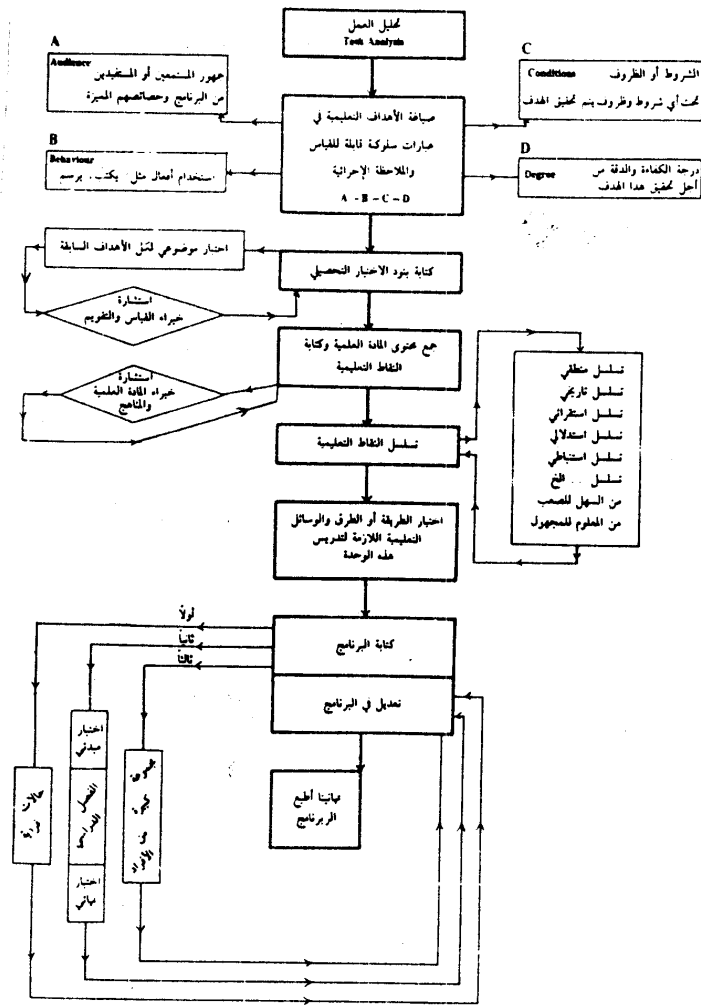 تحليل العمل
Task Analysis
A
Audience
جمهور المستمعين أو المستفيدين
من البرنامج وخصائصهم المميزة
C
الشروط أو الظروف Conditions
تحت أي شروط وظروف يتم تحقيق الهدف
صياغة الأهداف التعليمية في
عبارات سلوكية قابلة للقياس
والملاحظة الإجرائية
A - B - C - D
B
Behaviour
استخدام أفعال مثل: يكتب، يرسم
D
درجة الكفاءة والدقة من Degree
أجل تحقيق هذا الهدف
اختبار موضوعي لقياس الأهداف السابقة
كتابة بنود الاختبار التحصيلي
استشارة
خبراء القياس والتقويم
جمع محتوى المادة العلمية وكتابة
النقاط التعليمية
استشارة
خبراء المادة العلمية
والمناهج
تسلسل النقاط التعليمية
تسلسل منطقي
تسلسل تاريخي
تسلسل استقرائي
تسلسل استدلالي
تسلسل استنباطي
تسلسل .. الخ
من السهل للصعب
من المعلوم للمجهول
اختيار الطريقة أو الطرق والوسائل
التعليمية اللازمة لتدريس
هذه الوحدة
أولاً
ثانياً
ثالثاً
كتابة البرنامج
تعديل في البرنامج
نهائياً أطبع
البرنامج
حالات
اختبار
مبدئي
الفصل
الدراسي
اختبار
نهائي
مجموعة
من الأفراد